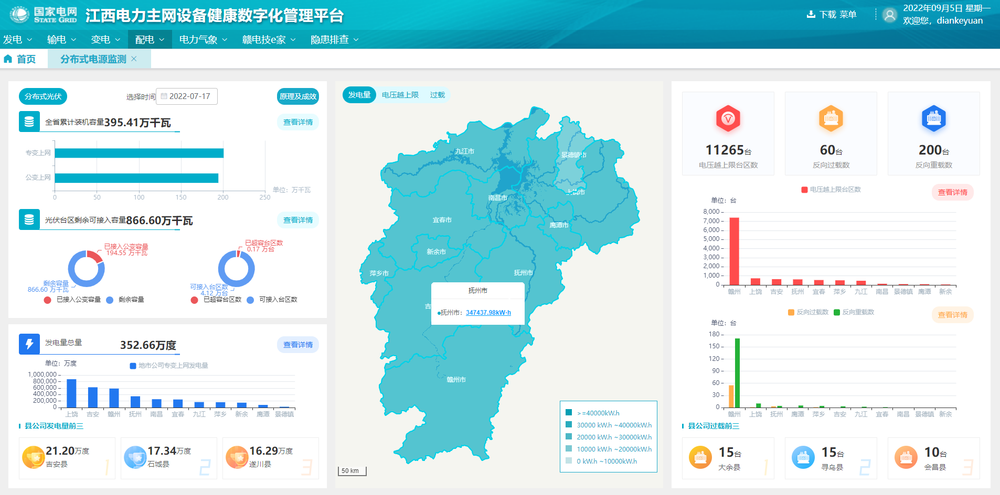 国家电网
STATE GRID
江西电力主网设备健康数字化管理平台
下载 菜单
2022年09月5日 星期一
欢迎您，diankeyuan
发电
输电
变电
配电
电力气象
赣电技e家
隐患排查
首页
分布式电源监测
分布式光伏
选择时间
2022-07-17
原理及成效
全省累计装机容量395.41万千瓦
查看详情
专变上网
公变上网
0
50
100
150
200
250
单位：万千瓦
光伏台区剩余可接入容量866.60万千瓦
查看详情
已接入公变容量
194.55 万千瓦
剩余容量
866.60 万千瓦
已接入公变容量
剩余容量
已超容台区数
0.17 万台
可接入台区数
4.12 万台
已超容台区数
可接入台区数
发电量总量
352.66万度
查看详情
单位：万度
地市公司专变上网发电量
1,000,000
800,000
600,000
400,000
200,000
0
上饶
吉安
赣州
抚州
南昌
宜春
九江
萍乡
新余
鹰潭
景德镇
县公司发电量前三
21.20万度
吉安县
1
17.34万度
石城县
2
16.29万度
遂川县
3
发电量
电压越上限
过载
九江市
景德镇市
上饶市
南昌市
宜春市
鹰潭市
新余市
萍乡市
抚州市
吉
赣州市
抚州市
抚州市：347437.98kW·h
>=40000kW.h
30000 kW.h ~40000kW.h
20000 kW.h ~30000kW.h
10000 kW.h ~20000kW.h
0 kW.h ~10000kW.h
50 km
11265台
电压越上限台区数
60台
反向过载数
200台
反向重载数
电压越上限台区数
查看详情
单位：台
8,000
7,000
6,000
5,000
4,000
3,000
2,000
1,000
0
赣州
上饶
吉安
抚州
宜春
萍乡
九江
南昌
景德镇
鹰潭
新余
反向过载数
反向重载数
查看详情
单位：台
180
150
120
90
60
30
0
赣州
上饶
抚州
鹰潭
萍乡
吉安
九江
宜春
南昌
景德镇
新余
县公司过载前三
15台
大余县
1
15台
寻乌县
2
10台
会昌县
3